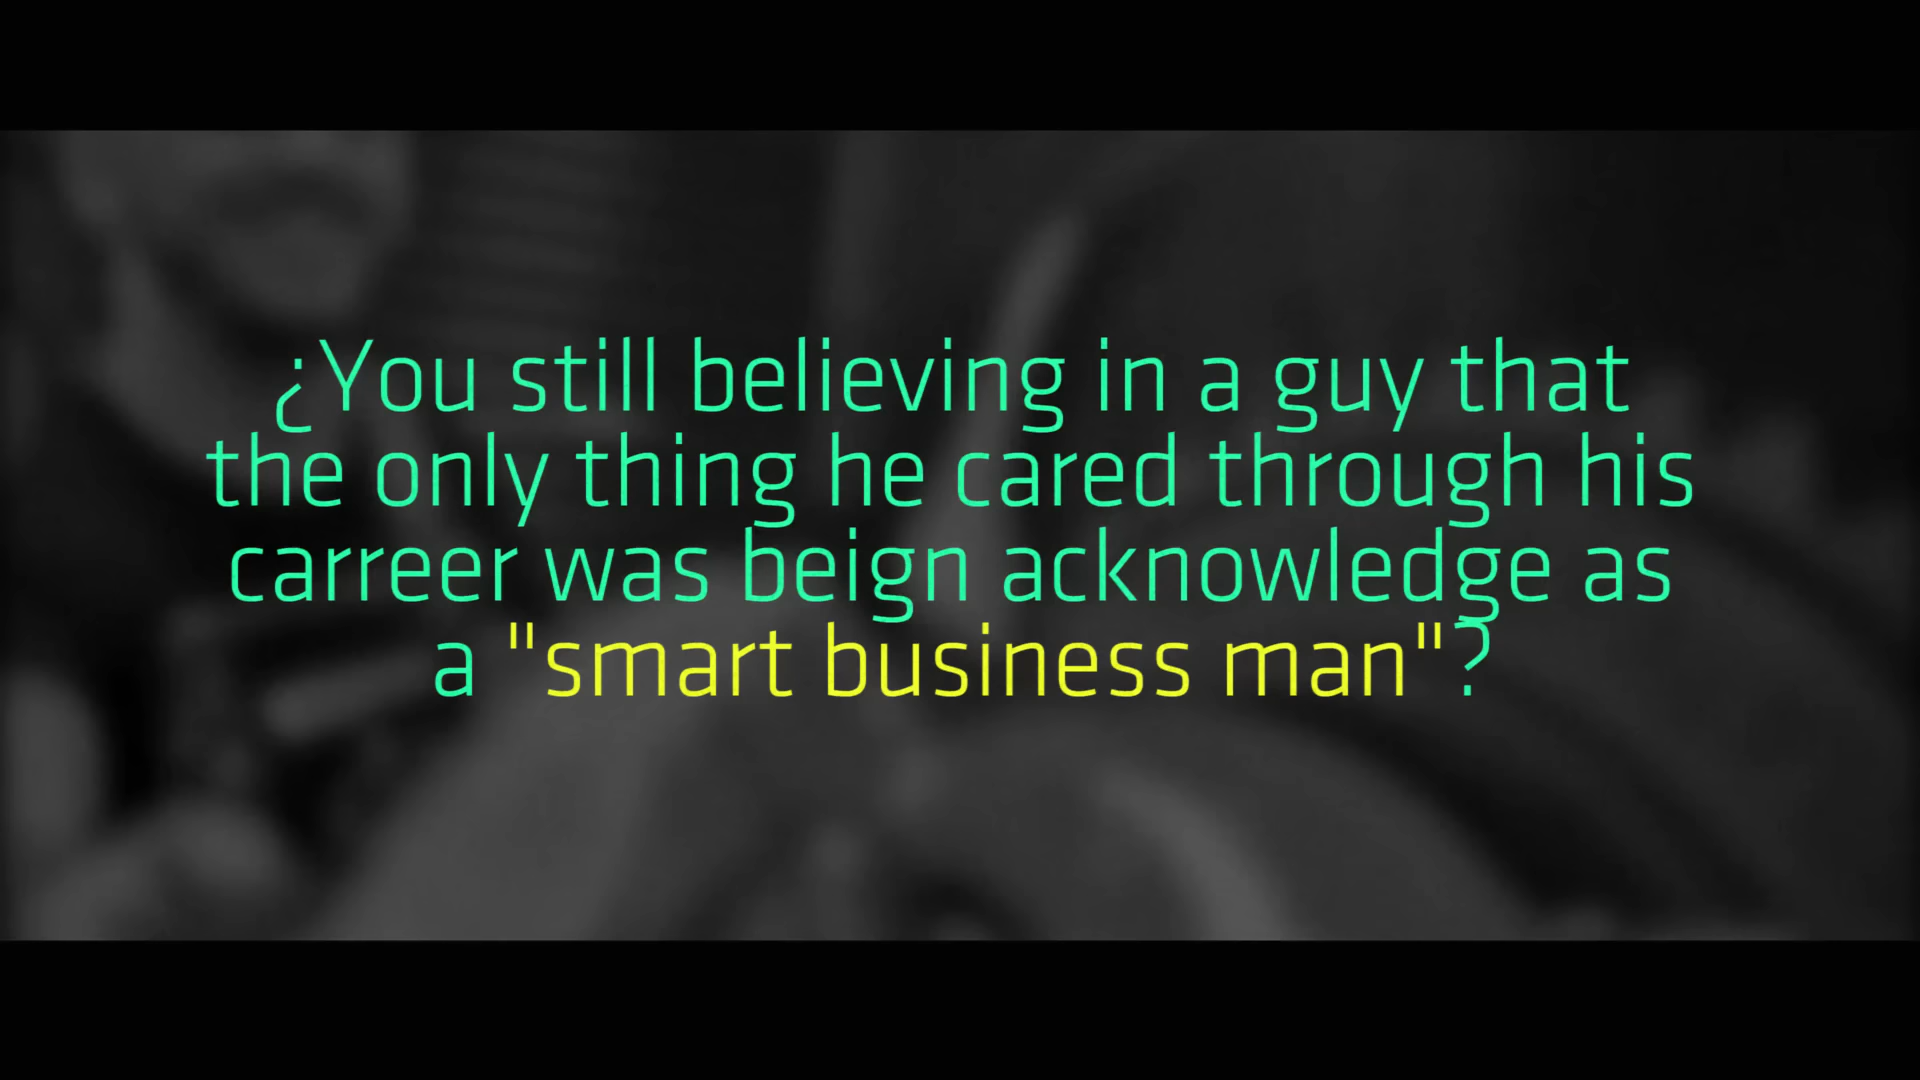 ¿You still believing in a guy that
the only thing he cared through his
carreer was beign acknowledge as
a "smart business man"?